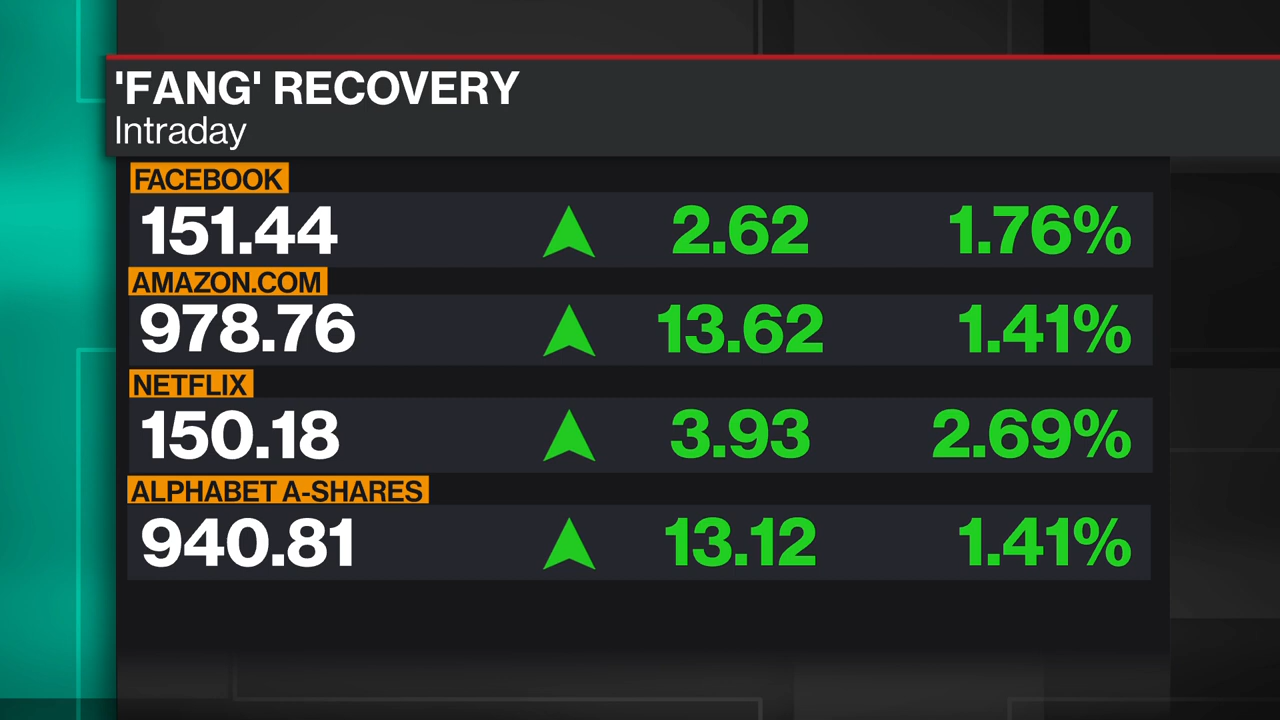 'FANG' RECOVERY
Intraday
FACEBOOK
151.44 2.62 1.76%
AMAZON.COM
978.76 13.62 1.41%
NETFLIX
150.18 3.93 2.69%
ALPHABET A-SHARES
940.81 13.12 1.41%